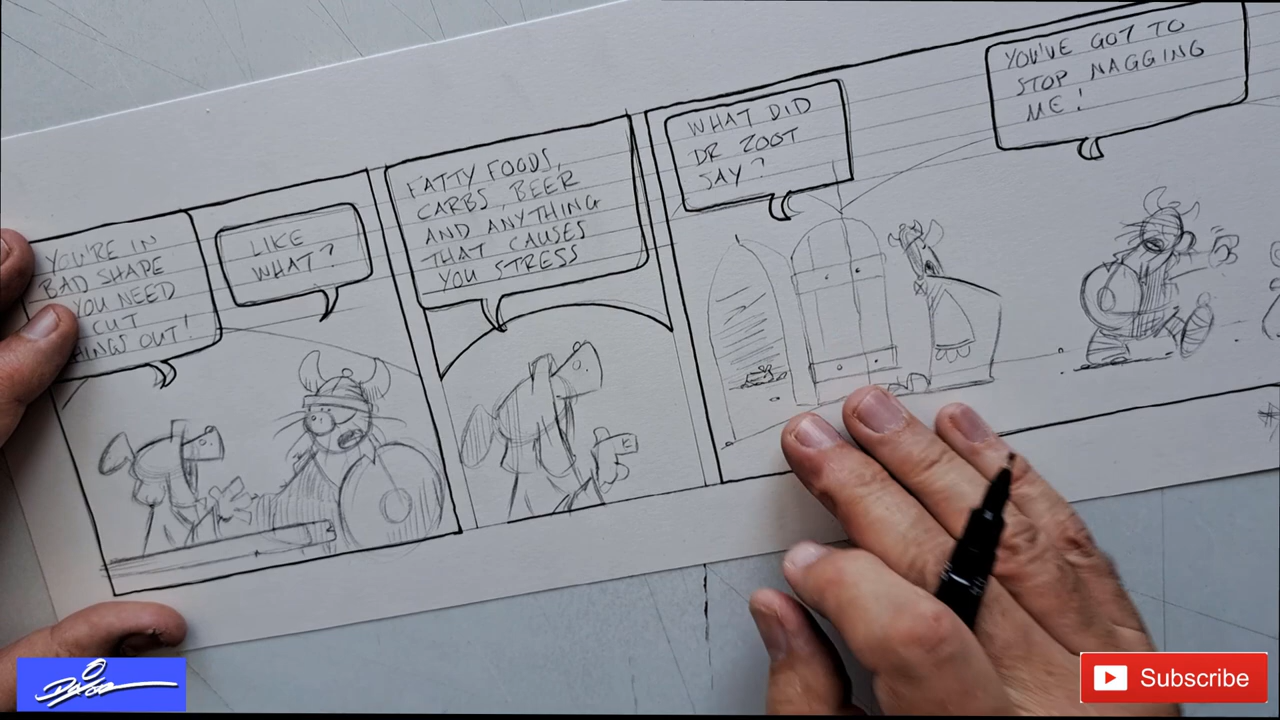 YOU'RE IN
BAD SHAPE
YOU NEED
CUT
THINGS OUT!
LIKE
WHAT?
FATTY FOODS,
CARBS, BEER
AND ANYTHING
THAT CAUSES
YOU STRESS
WHAT DID
DR ZOOT
SAY?
YOU'VE GOT TO
STOP NAGGING
ME!
Subscribe